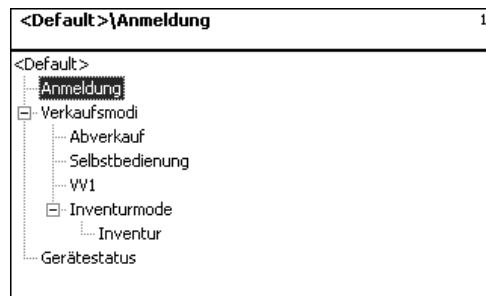 <Default>\Anmeldung 1
<Default>
Anmeldung
Verkaufsmodi
Abverkauf
Selbstbedienung
VV1
Inventurmode
Inventur
Gerätestatus